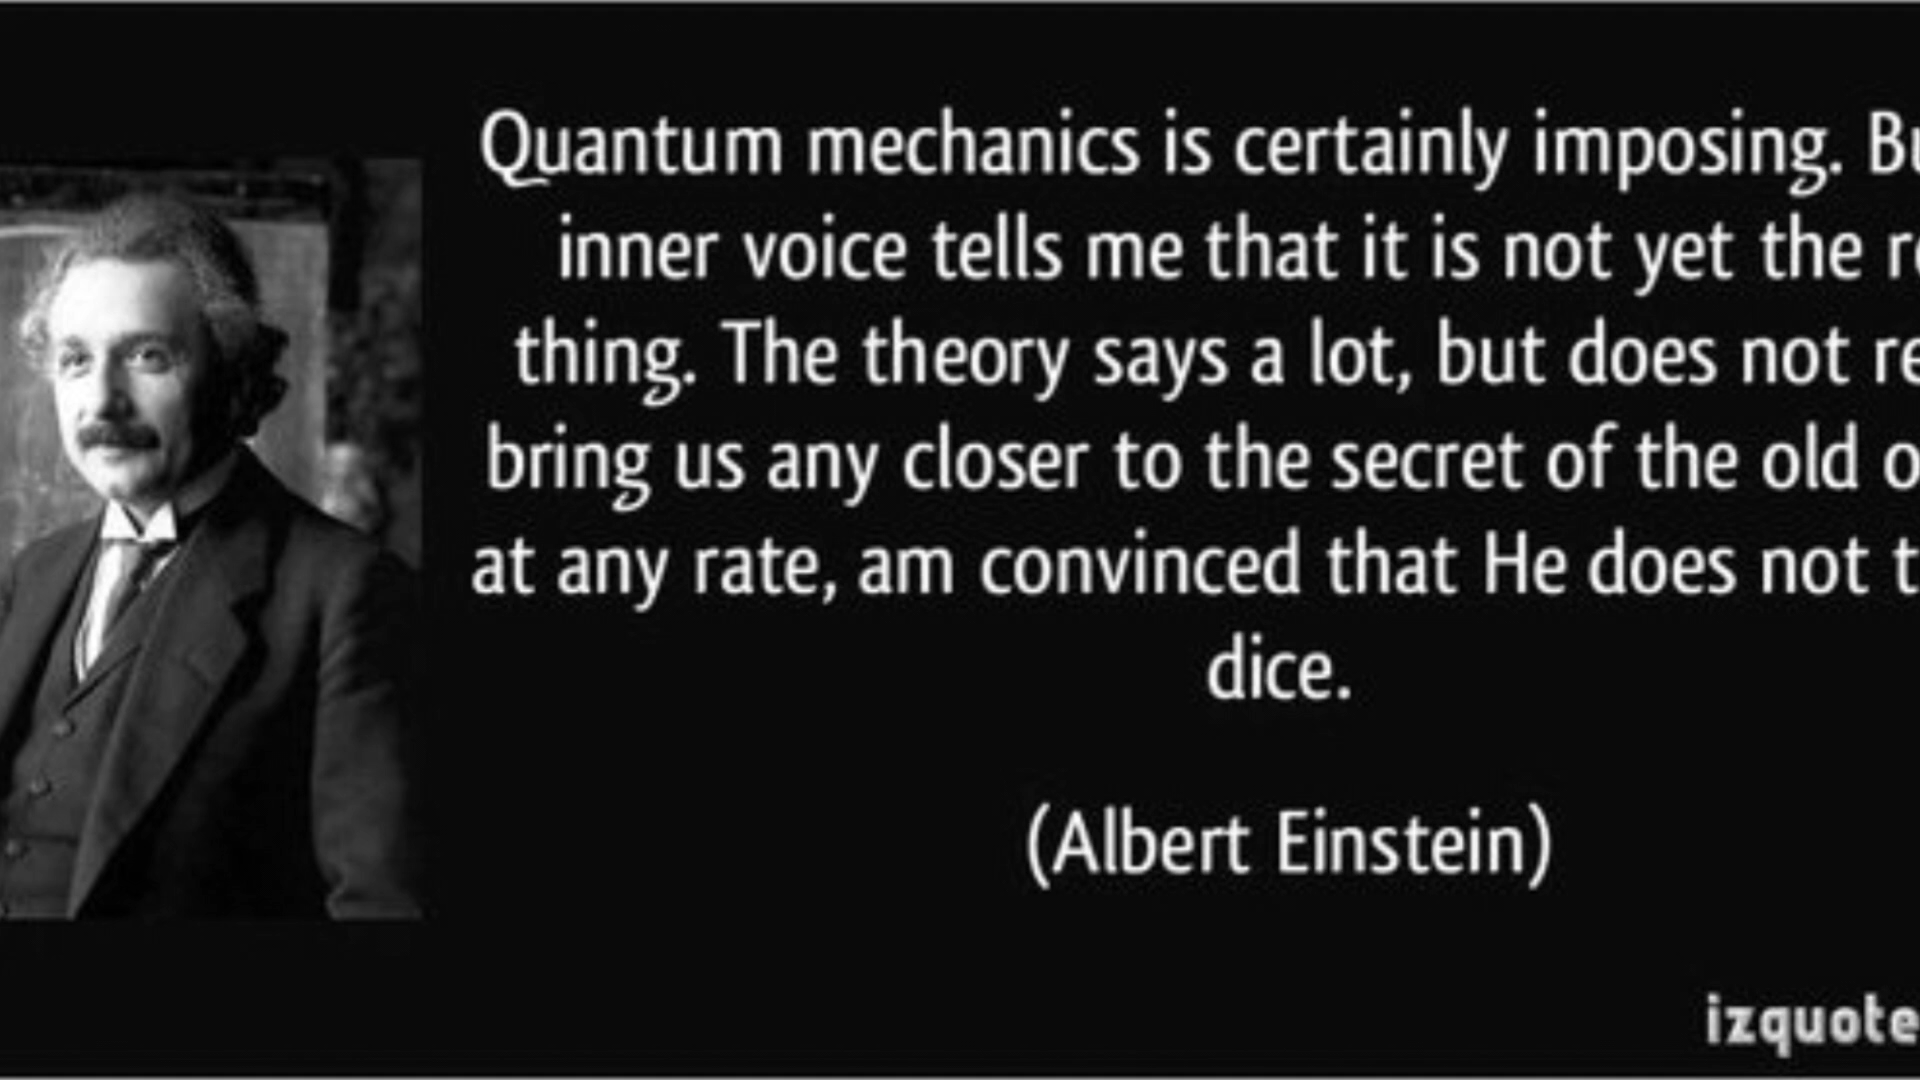 Quantum mechanics is certainly imposing.
inner voice tells me that it is not yet the
thing. The theory says a lot, but does not
bring us any closer to the secret of the old
at any rate, am convinced that He does not
dice.
(Albert Einstein)
izquote